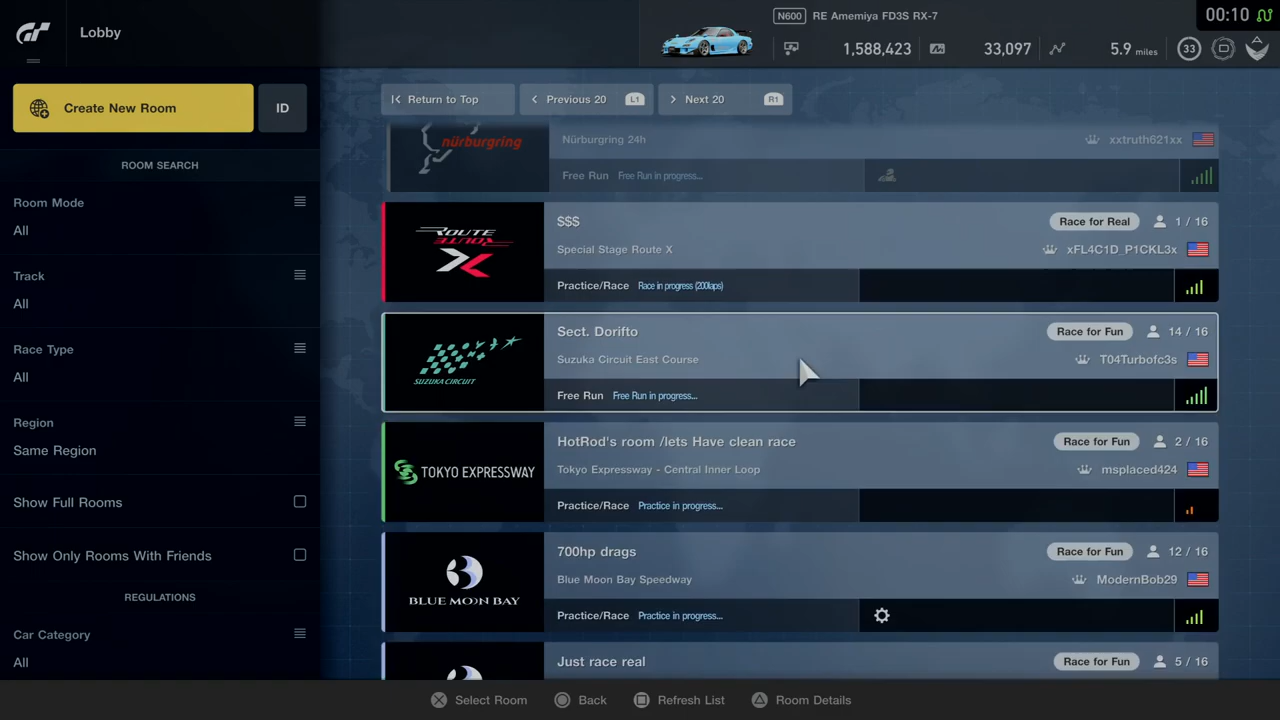 Lobby
N600 RE Amemiya FD3S RX-7
1,588,423 33,097 5.9 miles 33
00:10
Create New Room ID
ROOM SEARCH
Room Mode
All
Track
All
Race Type
All
Region
Same Region
Show Full Rooms
Show Only Rooms With Friends
REGULATIONS
Car Category
All
Return to Top Previous 20 L1 Next 20 R1
nürburgring
Nürburgring 24h xxtruth621xx
Free Run Free Run in progress...
ROUTE X
$$$ Race for Real 1 / 16
Special Stage Route X xFL4C1D_P1CKL3x
Practice/Race Race in progress (200laps)
SUZUKA CIRCUIT
Sect. Dorifto Race for Fun 14 / 16
Suzuka Circuit East Course T04Turbofc3s
Free Run Free Run in progress...
TOKYO EXPRESSWAY
HotRod's room /lets Have clean race Race for Fun 2 / 16
Tokyo Expressway - Central Inner Loop msplaced424
Practice/Race Practice in progress...
BLUE MOON BAY
700hp drags Race for Fun 12 / 16
Blue Moon Bay Speedway ModernBob29
Practice/Race Practice in progress...
Just race real Race for Fun 5 / 16
Select Room Back Refresh List Room Details